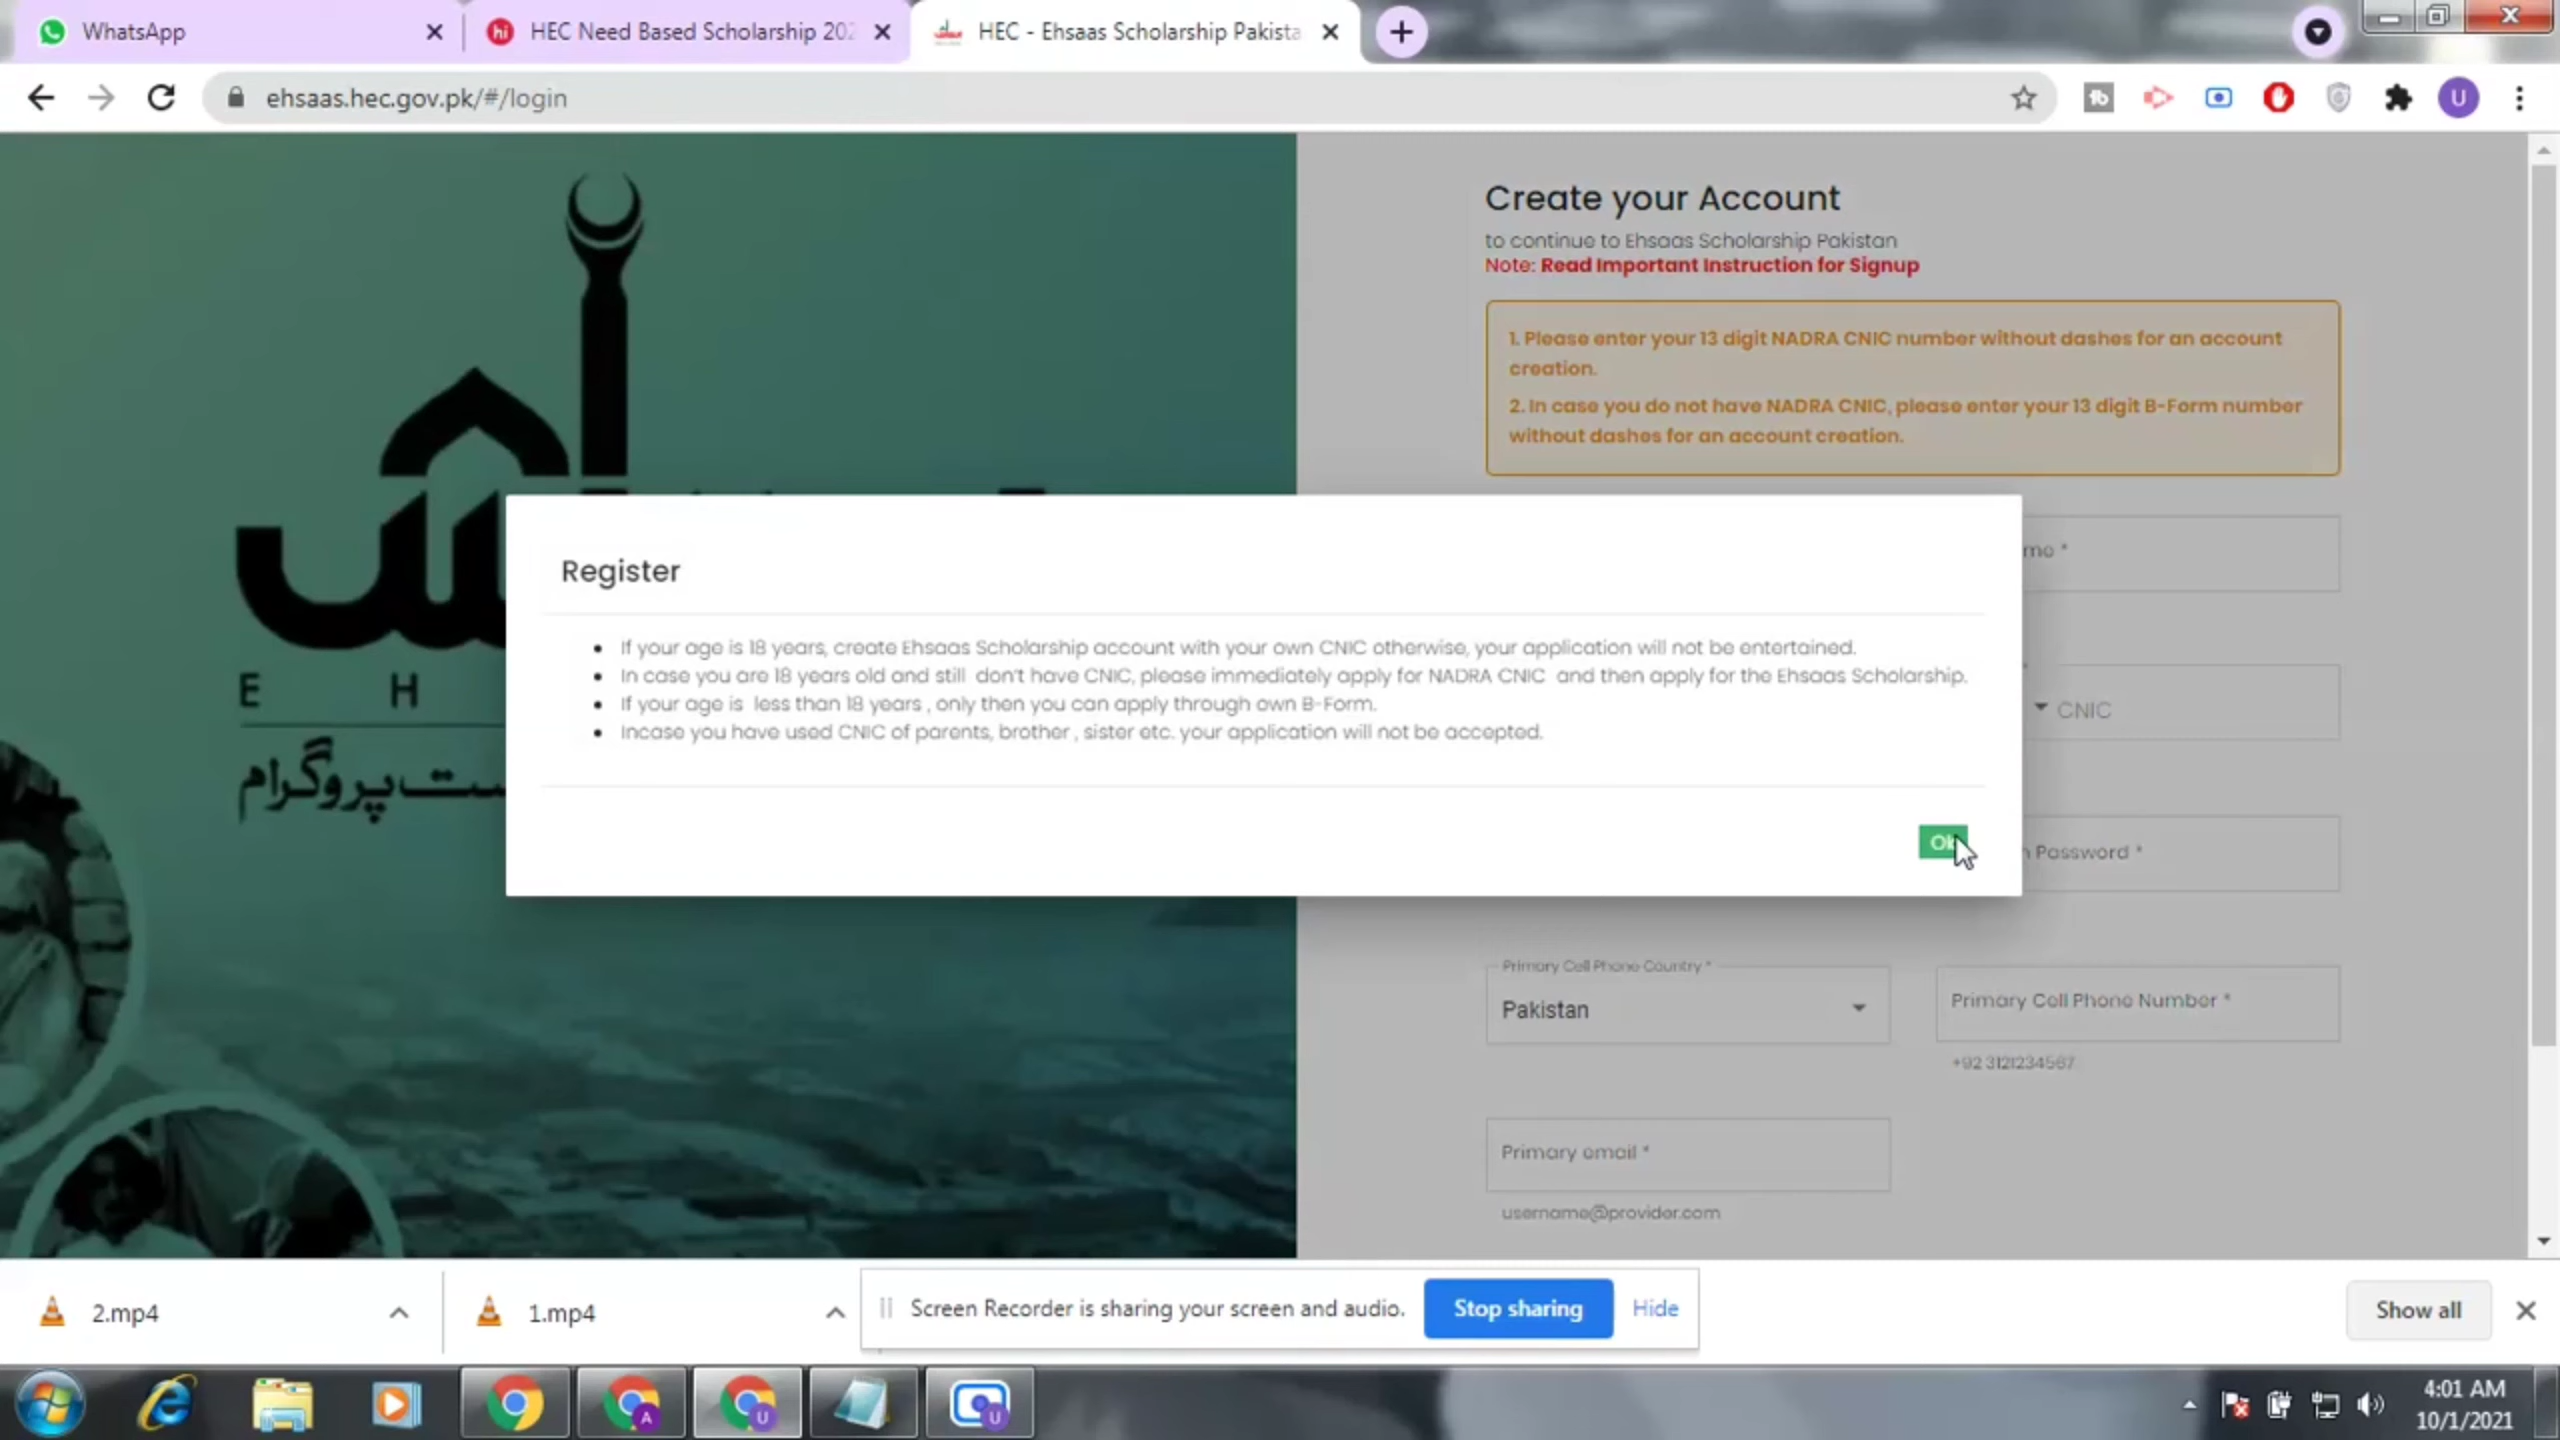 WhatsApp
HEC Need Based Scholarship 202
HEC - Ehsaas Scholarship Pakista
ehsaas.hec.gov.pk/#/login
U
Create your Account
to continue to Ehsaas Scholarship Pakistan
Note: Read Important Instruction for Signup
1. Please enter your 13 digit NADRA CNIC number without dashes for an account
creation.
2. In case you do not have NADRA CNIC, please enter your 13 digit B-Form number
without dashes for an account creation.
Register
If your age is 18 years, create Ehsaas Scholarship account with your own CNIC otherwise, your application will not be entertained.
In case you are 18 years old and still don't have CNIC, please immediately apply for NADRA CNIC and then apply for the Ehsaas Scholarship.
If your age is less than 18 years , only then you can apply through own B-Form.
Incase you have used CNIC of parents, brother , sister etc. your application will not be accepted.
E H
پروگرام
CNIC
Password *
Primary Cell Phone Country *
Pakistan
Primary Cell Phone Number *
+92 3121234567
Primary email *
username@provider.com
2.mp4
1.mp4
Screen Recorder is sharing your screen and audio.
Stop sharing
Hide
Show all
4:01 AM
10/1/2021